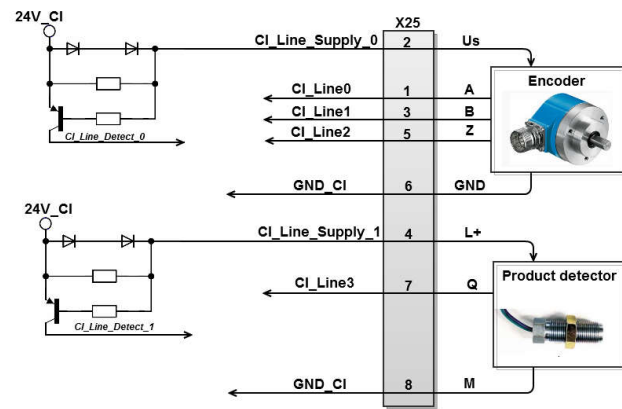 24V_CI
X25
CI_Line_Supply_0 2 Us
Encoder
CI_Line0 1 A
CI_Line1 3 B
CI_Line2 5 Z
CI_Line_Detect_0
GND_CI 6 GND
24V_CI
CI_Line_Supply_1 4 L+
Product detector
CI_Line3 7 Q
CI_Line_Detect_1
GND_CI 8 M